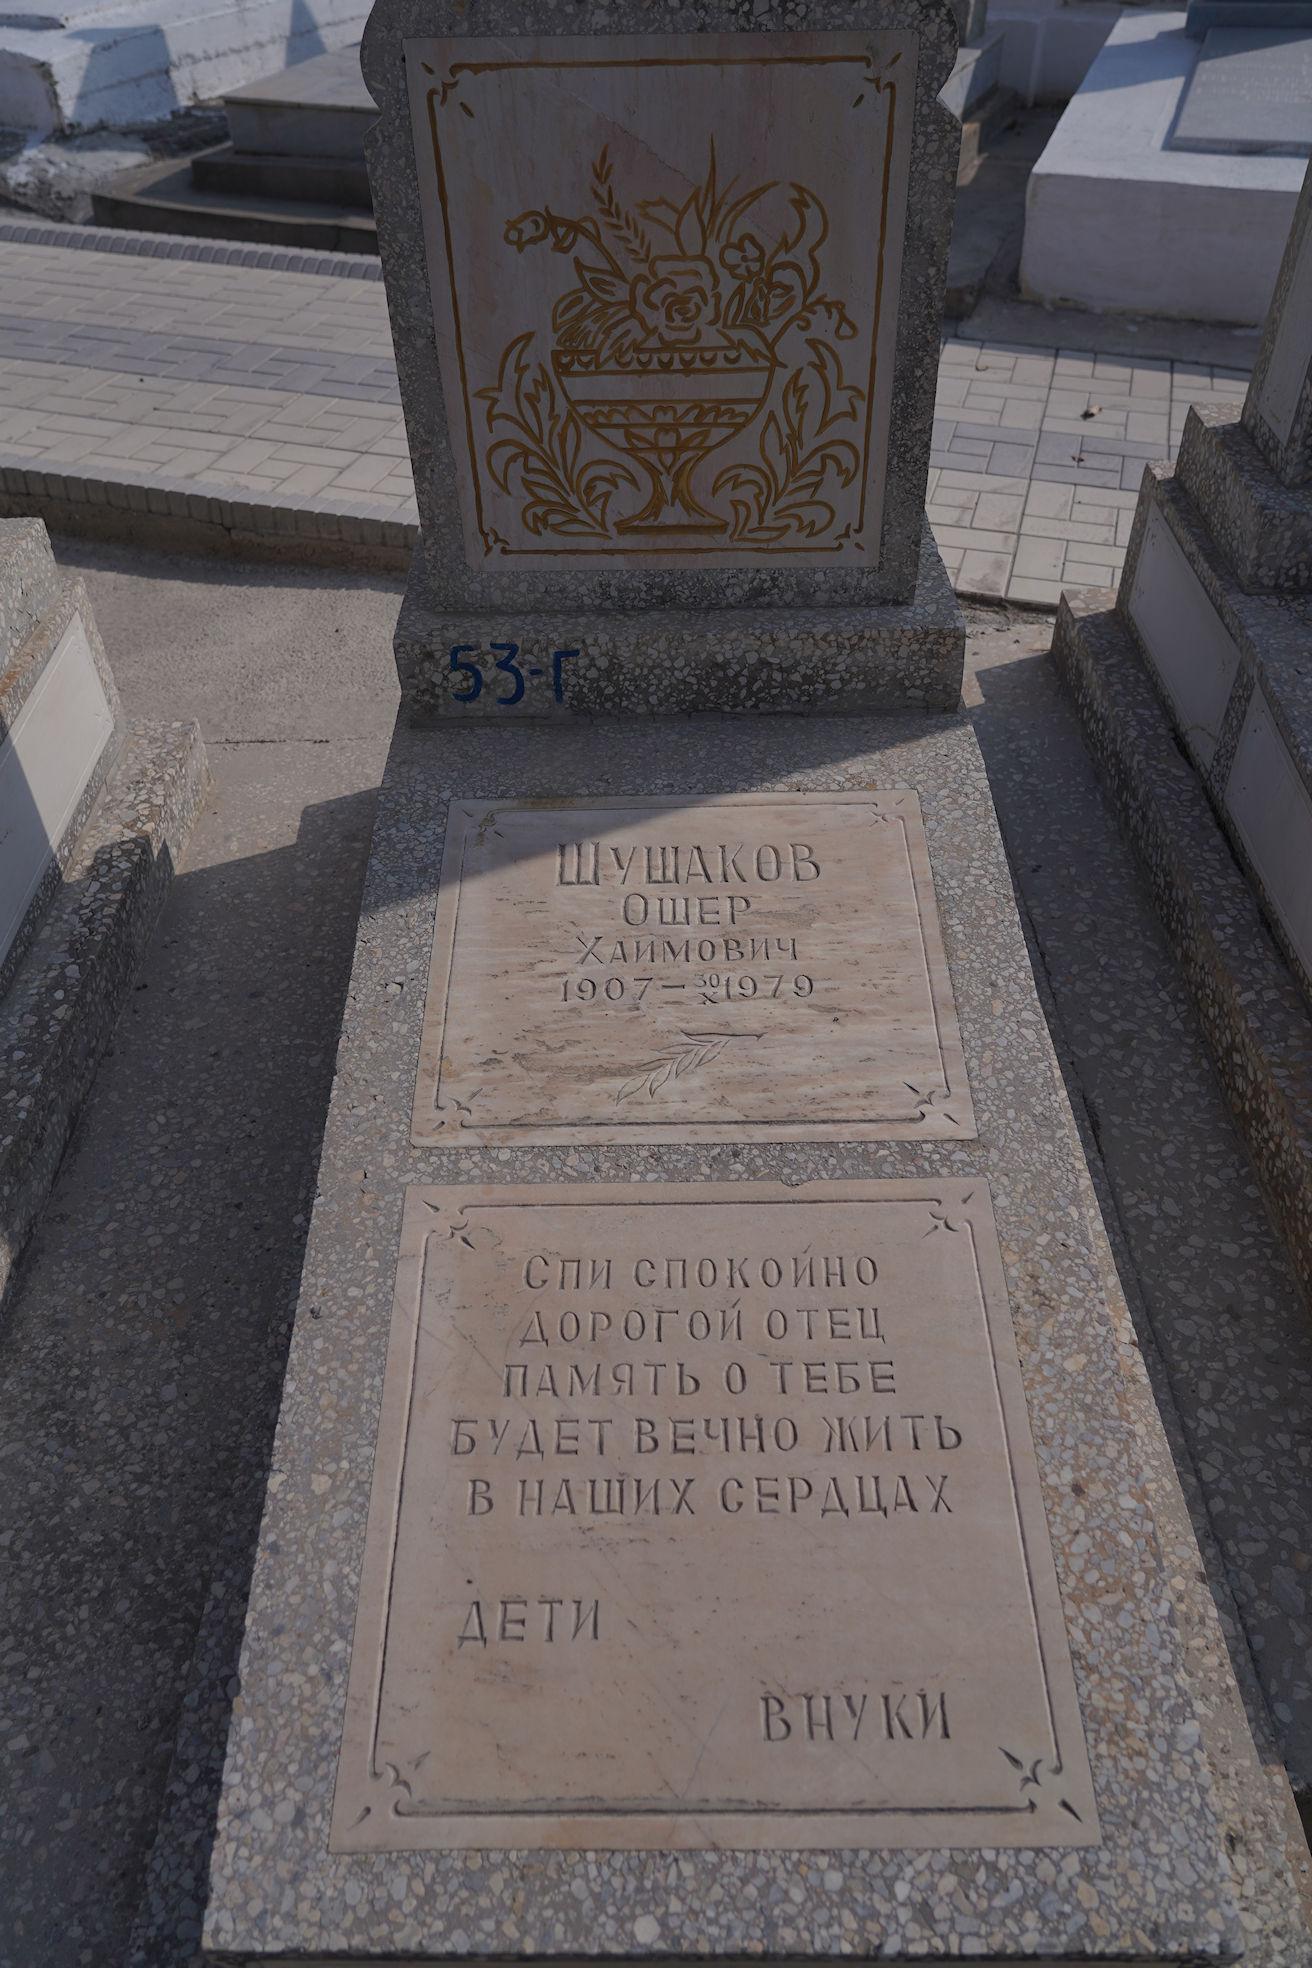 53-Г
ШУШАКОВ
ОШЕР
ХАИМОВИЧ
1907-30/X 1979
СПИ СПОКОЙНО
ДОРОГОЙ ОТЕЦ
ПАМЯТЬ О ТЕБЕ
БУДЕТ ВЕЧНО ЖИТЬ
В НАШИХ СЕРДЦАХ
ДЕТИ
ВНУКИ